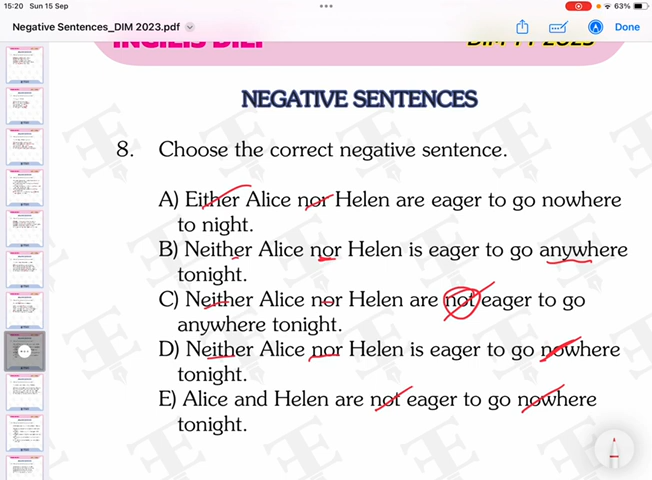 15:20 Sun 15 Sep
63%
Negative Sentences_DIM 2023.pdf
Done
NEGATIVE SENTENCES
8. Choose the correct negative sentence.
A) Either Alice nor Helen are eager to go nowhere
to night.
B) Neither Alice nor Helen is eager to go anywhere
tonight.
C) Neither Alice nor Helen are not eager to go
anywhere tonight.
D) Neither Alice nor Helen is eager to go nowhere
tonight.
E) Alice and Helen are not eager to go nowhere
tonight.